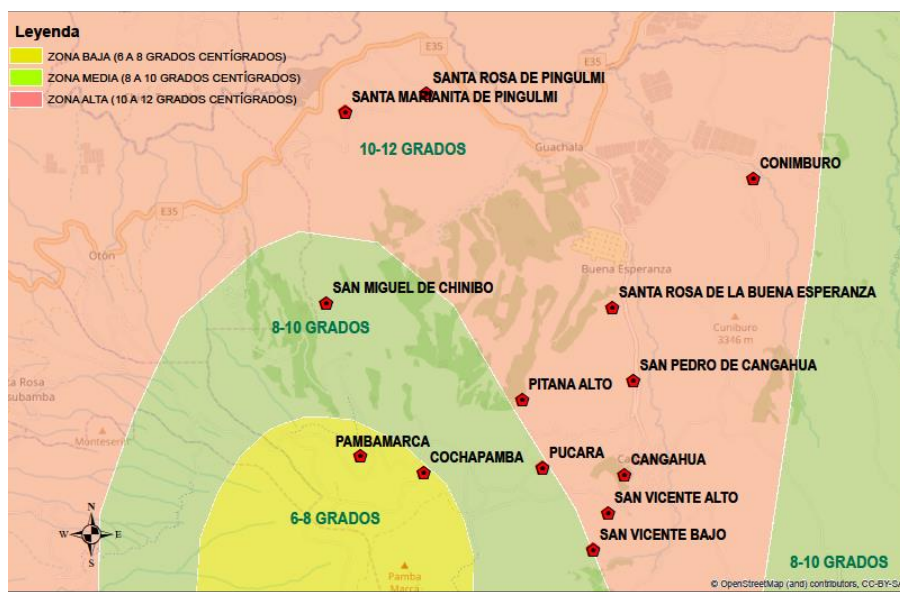 Leyenda
ZONA BAJA (6 A 8 GRADOS CENTÍGRADOS)
ZONA MEDIA (8 A 10 GRADOS CENTÍGRADOS)
ZONA ALTA (10 A 12 GRADOS CENTÍGRADOS)
E35
SANTA ROSA DE PINGULMI
E35
SANTA MARIANITA DE PINGULMI
10-12 GRADOS
Guachala
CONIMBURO
E35
Otón
Buena Esperanza
SAN MIGUEL DE CHINIBO
SANTA ROSA DE LA BUENA ESPERANZA
8-10 GRADOS
Cuniburo
3346 m
SAN PEDRO DE CANGAHUA
PITANA ALTO
Rosa
subamba
PAMBAMARCA
COCHAPAMBA
PUCARA
CANGAHUA
SAN VICENTE ALTO
6-8 GRADOS
N
W
E
S
SAN VICENTE BAJO
8-10 GRADOS
Pamba
Marca
© OpenStreetMap (and) contributors, CC-BY-SA